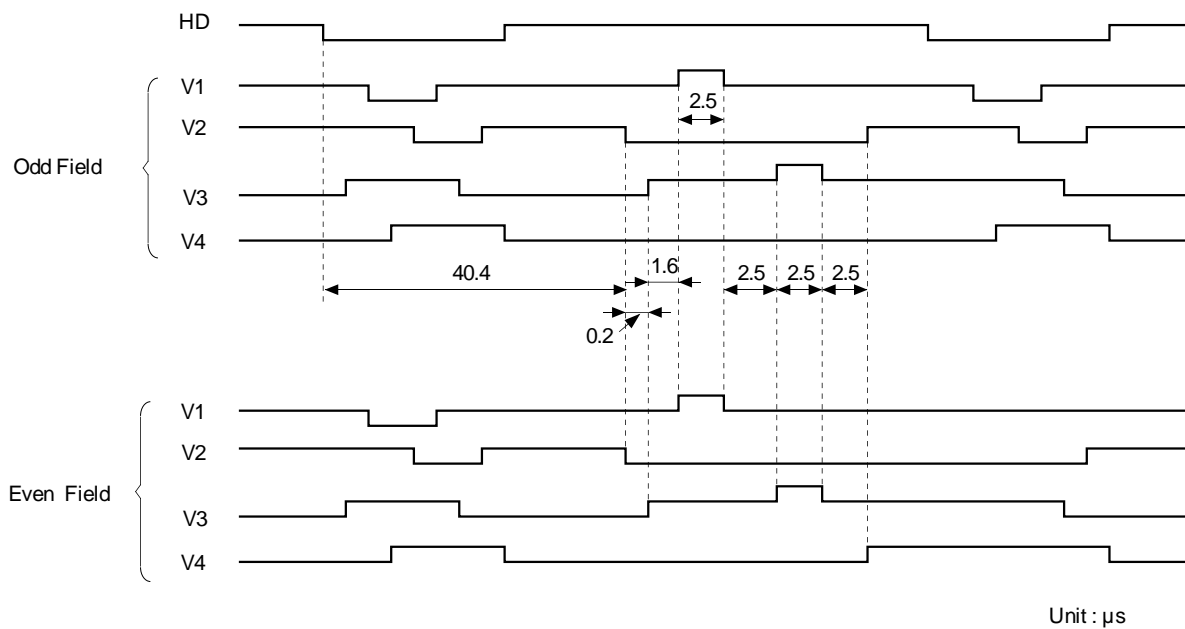 HD
V1
2.5
V2
Odd Field
V3
V4
1.6
40.4
2.5
2.5
2.5
0.2
V1
V2
Even Field
V3
V4
Unit : µs